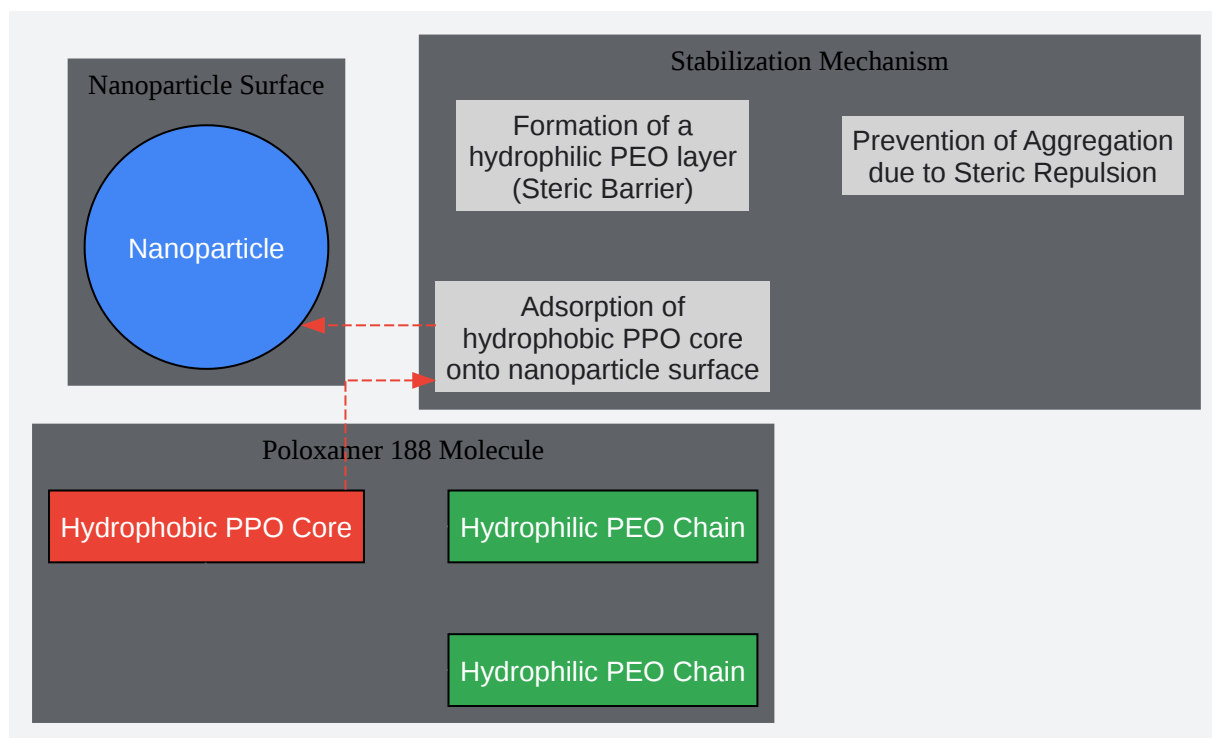 Nanoparticle Surface
Nanoparticle
Stabilization Mechanism
Formation of a
hydrophilic PEO layer
(Steric Barrier)
Prevention of Aggregation
due to Steric Repulsion
Adsorption of
hydrophobic PPO core
onto nanoparticle surface
Poloxamer 188 Molecule
Hydrophobic PPO Core
Hydrophilic PEO Chain
Hydrophilic PEO Chain